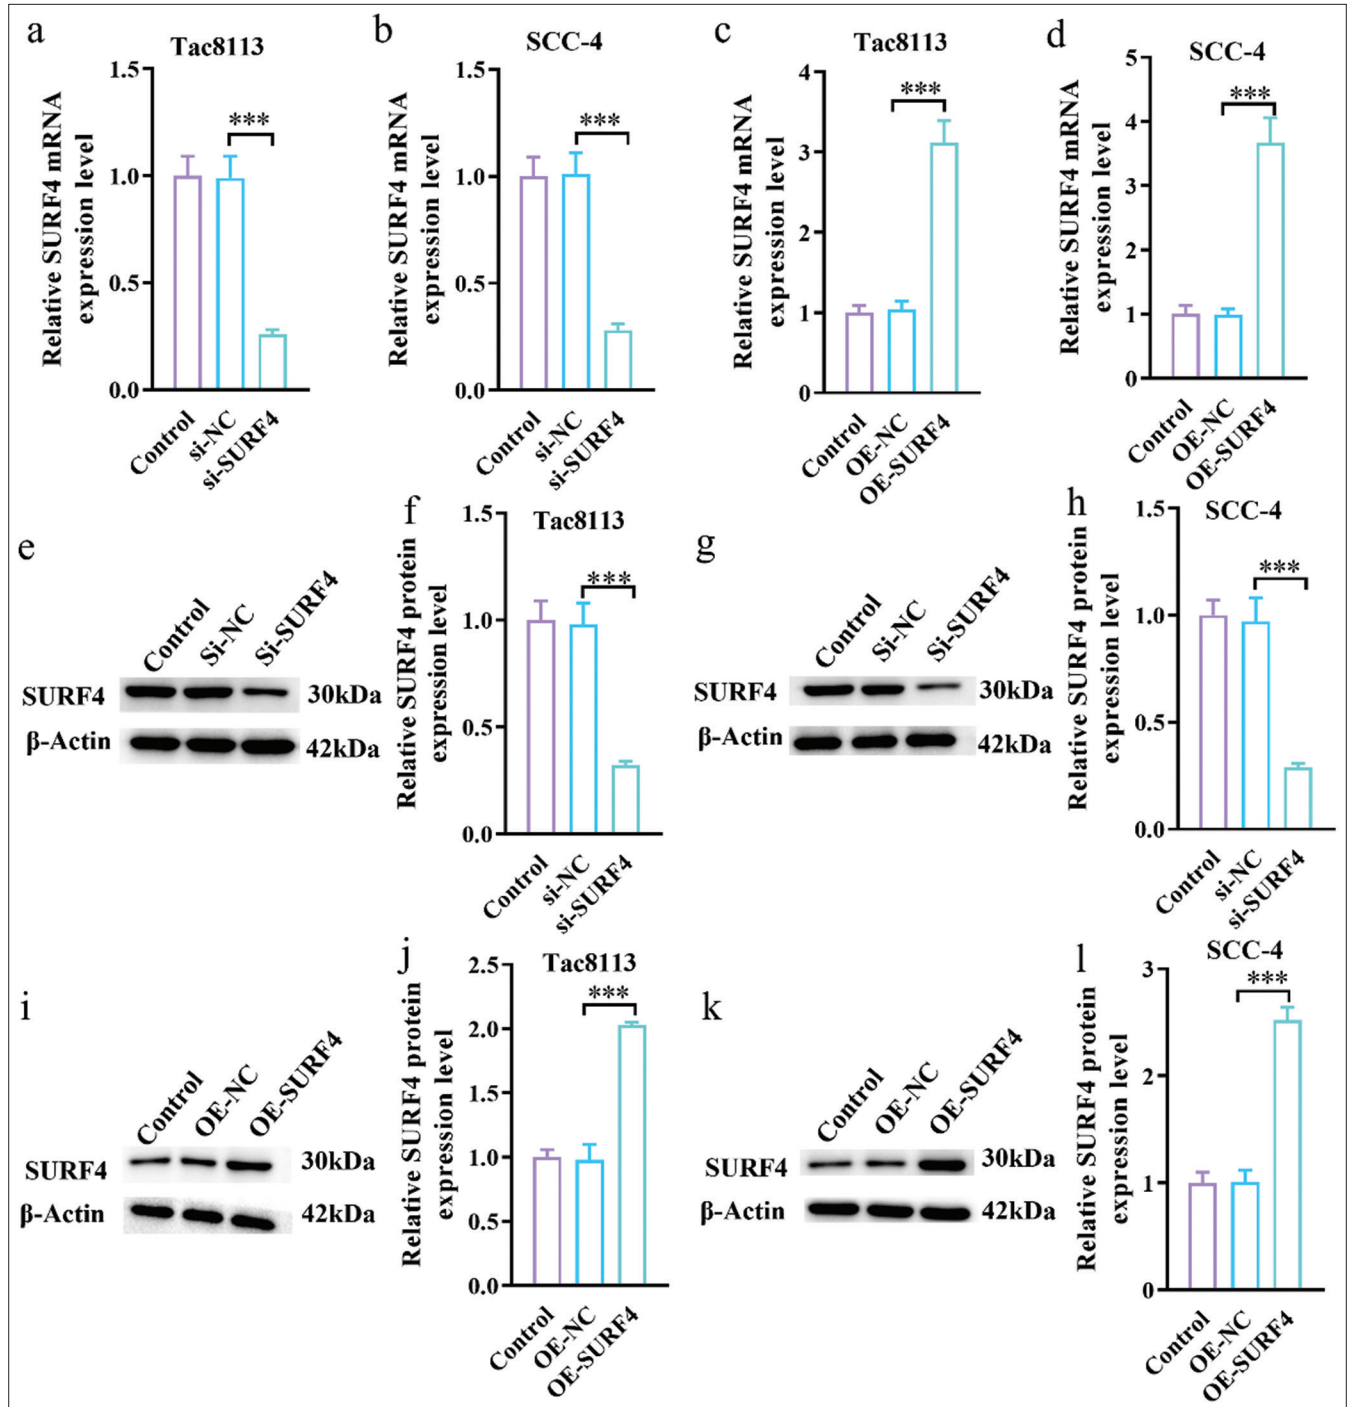 a
Tac8113
Relative SURF4 mRNA
expression level
1.5
1.0
0.5
0.0
***
Control
si-NC
si-SURF4
b
SCC-4
Relative SURF4 mRNA
expression level
1.5
1.0
0.5
0.0
***
Control
si-NC
si-SURF4
c
Tac8113
Relative SURF4 mRNA
expression level
4
3
2
1
0
***
Control
OE-NC
OE-SURF4
d
SCC-4
Relative SURF4 mRNA
expression level
5
4
3
2
1
0
***
Control
OE-NC
OE-SURF4
e
Control
Si-NC
Si-SURF4
SURF4
30kDa
β-Actin
42kDa
f
Tac8113
Relative SURF4 protein
expression level
1.5
1.0
0.5
0.0
***
Control
si-NC
si-SURF4
g
Control
Si-NC
Si-SURF4
SURF4
30kDa
β-Actin
42kDa
h
SCC-4
Relative SURF4 protein
expression level
1.5
1.0
0.5
0.0
***
Control
si-NC
si-SURF4
i
Control
OE-NC
OE-SURF4
SURF4
30kDa
β-Actin
42kDa
j
Tac8113
Relative SURF4 protein
expression level
2.5
2.0
1.5
1.0
0.5
0.0
***
Control
OE-NC
OE-SURF4
k
Control
OE-NC
OE-SURF4
SURF4
30kDa
β-Actin
42kDa
l
SCC-4
Relative SURF4 protein
expression level
3
2
1
0
***
Control
OE-NC
OE-SURF4